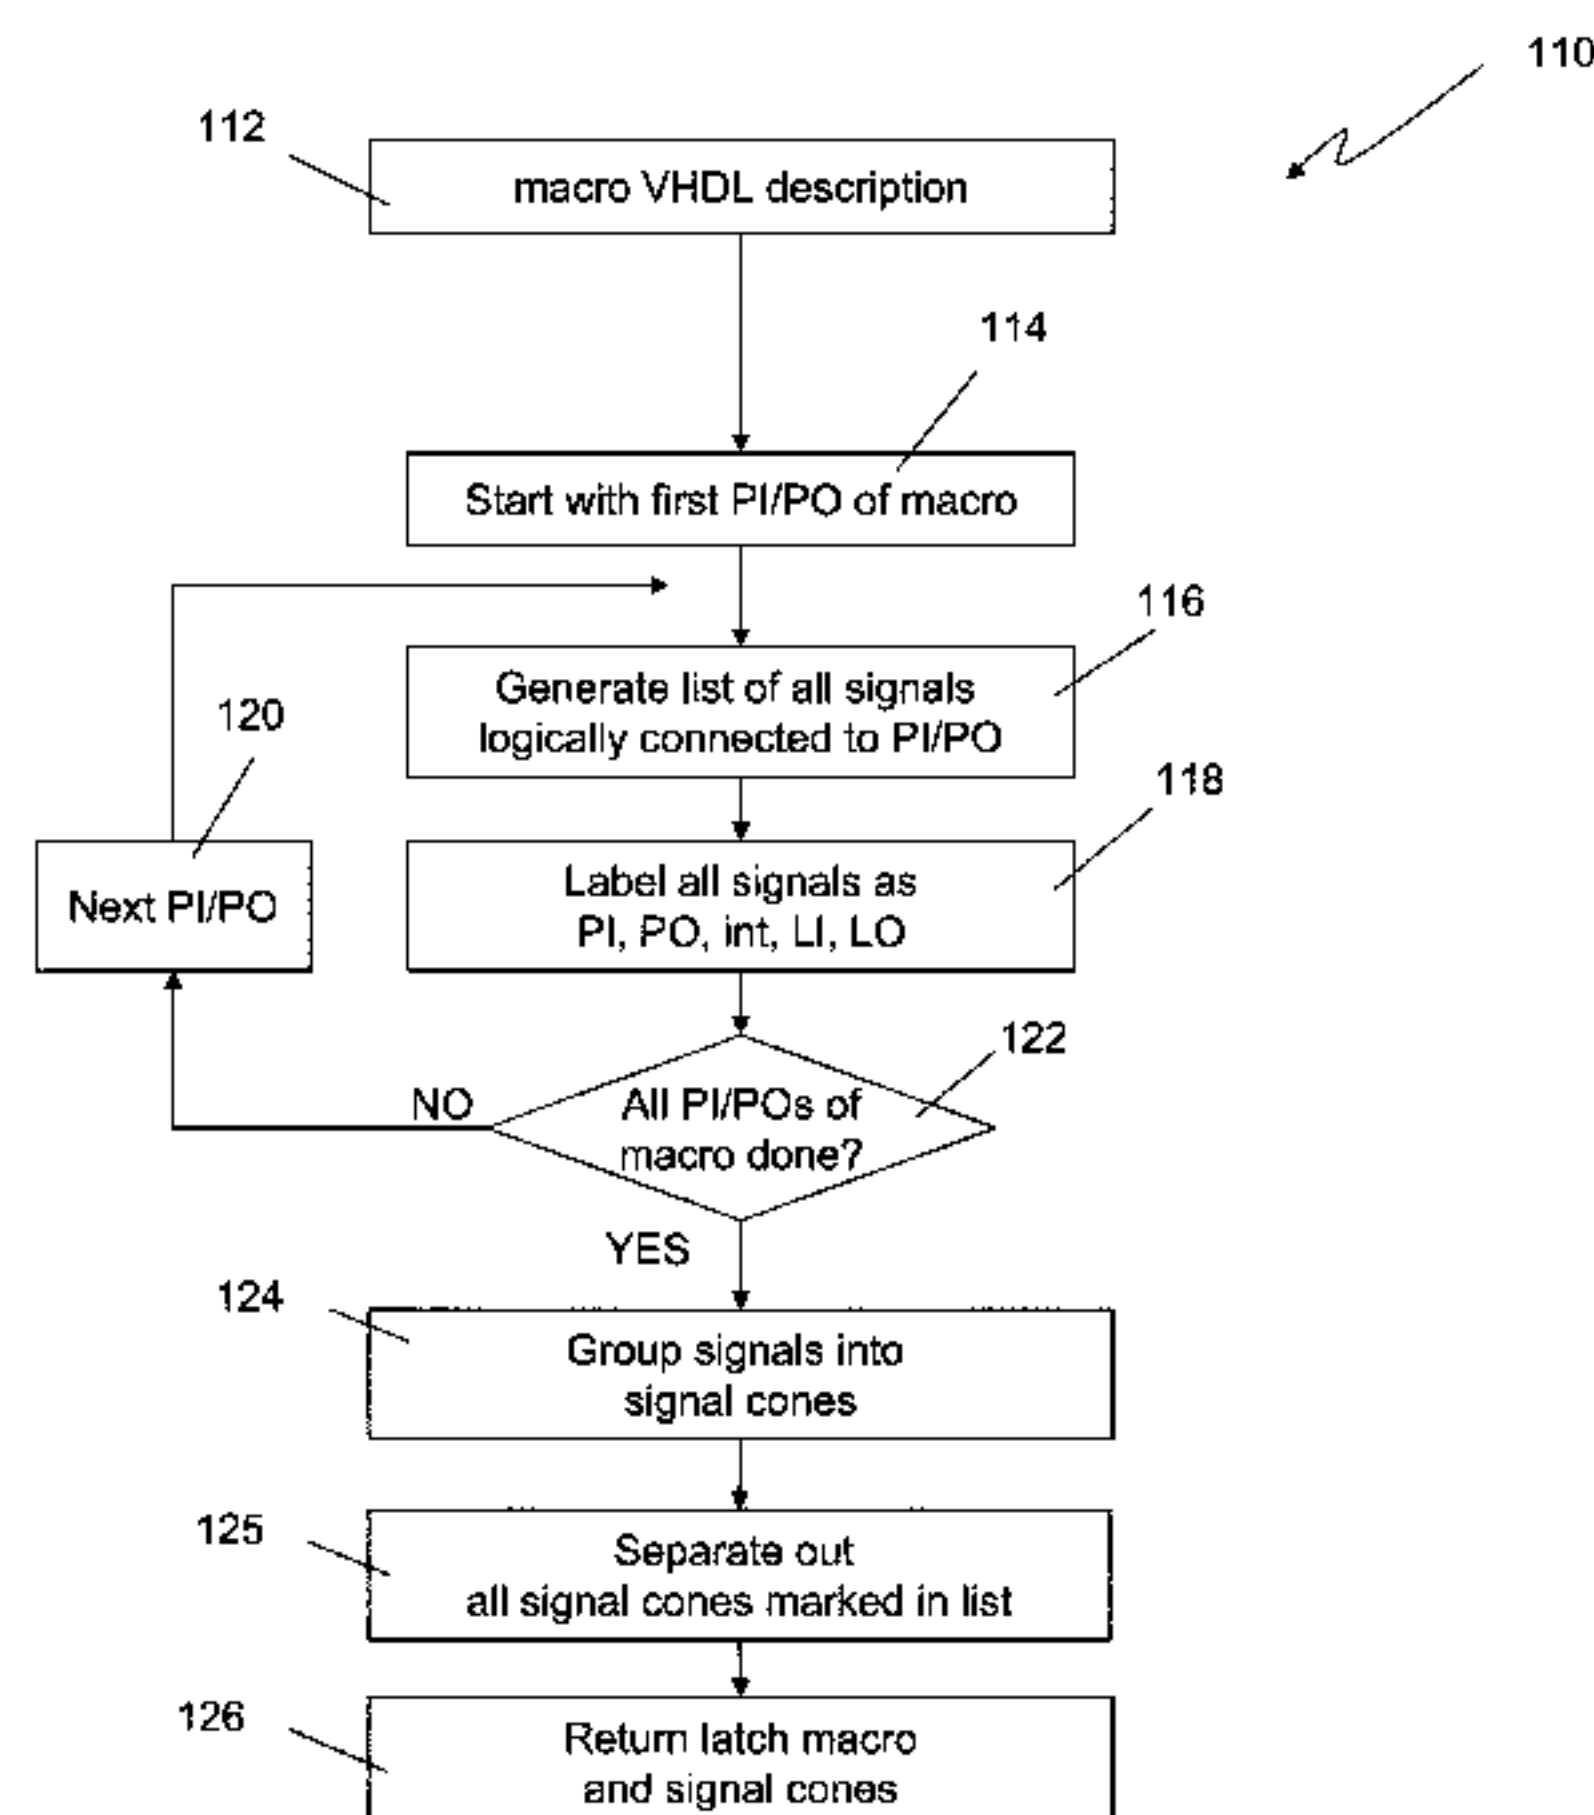 110
112
macro VHDL description
114
Start with first PI/PO of macro
116
Generate list of all signals
logically connected to PI/PO
120
118
Next PI/PO
Label all signals as
PI, PO, int, LI, LO
122
NO
All PI/POs of
macro done?
YES
124
Group signals into
signal cones
125
Separate out
all signal cones marked in list
126
Return latch macro
and signal cones